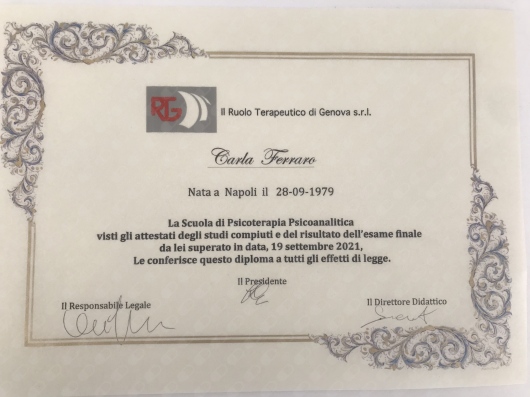 RG
Il Ruolo Terapeutico di Genova s.r.l.
Carla Ferraro
Nata a Napoli il 28-09-1979
La Scuola di Psicoterapia Psicoanalitica
visti gli attestati degli studi compiuti e del risultato dell'esame finale
da lei superato in data, 19 settembre 2021,
Le conferisce questo diploma a tutti gli effetti di legge.
Il Presidente
Il Responsabile Legale
Il Direttore Didattico